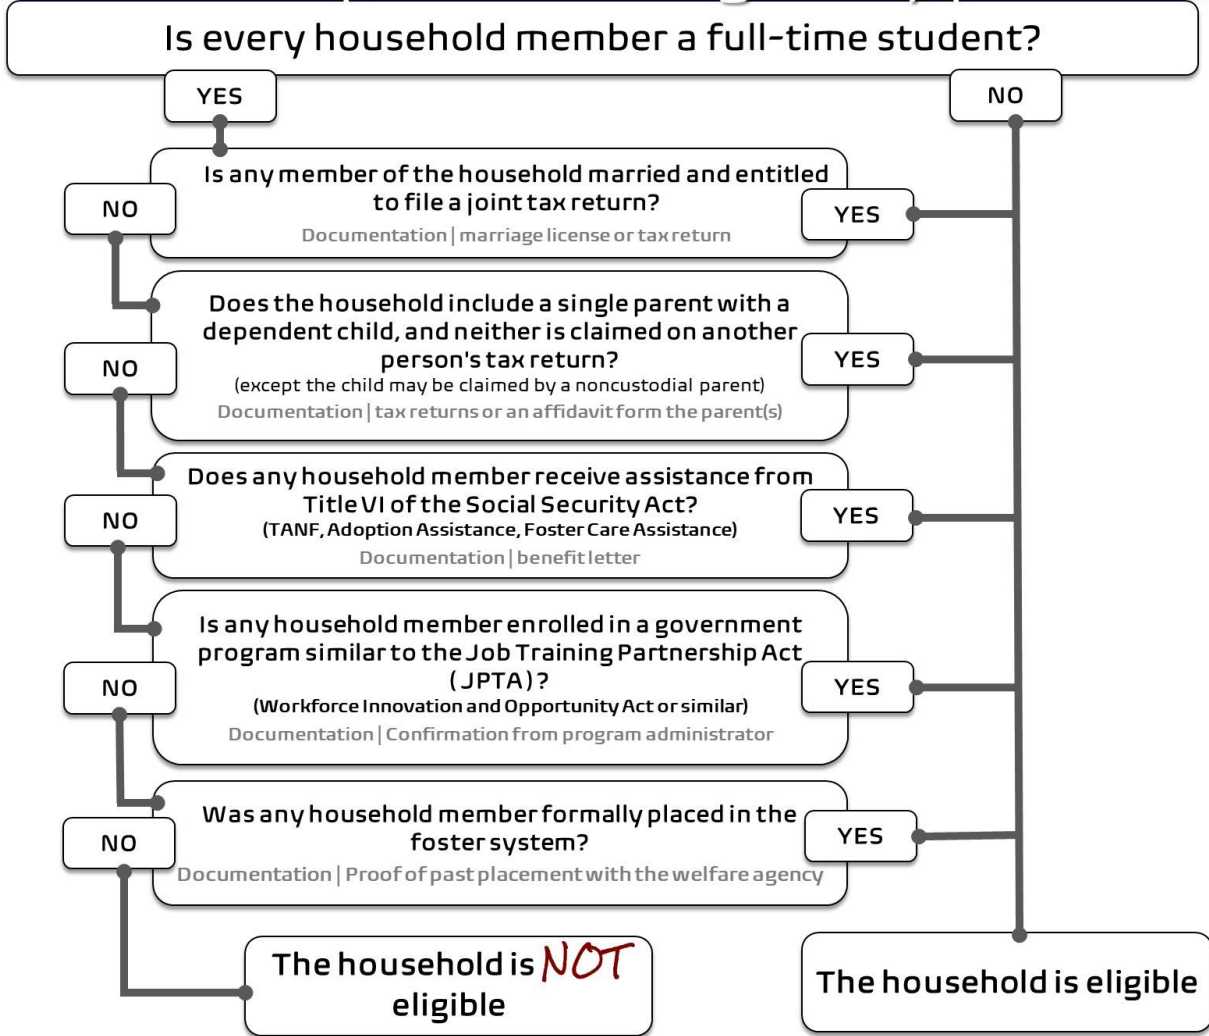 Is every household member a full-time student?
YES
NO
Is any member of the household married and entitled
to file a joint tax return?
Documentation | marriage license or tax return
NO
YES
Does the household include a single parent with a
dependent child, and neither is claimed on another
person's tax return?
(except the child may be claimed by a noncustodial parent)
Documentation | tax returns or an affidavit form the parent(s)
NO
YES
Does any household member receive assistance from
Title VI of the Social Security Act?
(TANF, Adoption Assistance, Foster Care Assistance)
Documentation | benefit letter
NO
YES
Is any household member enrolled in a government
program similar to the Job Training Partnership Act
(JPTA)?
(Workforce Innovation and Opportunity Act or similar)
Documentation | Confirmation from program administrator
NO
YES
Was any household member formally placed in the
foster system?
Documentation | Proof of past placement with the welfare agency
NO
YES
The household is NOT
eligible
The household is eligible